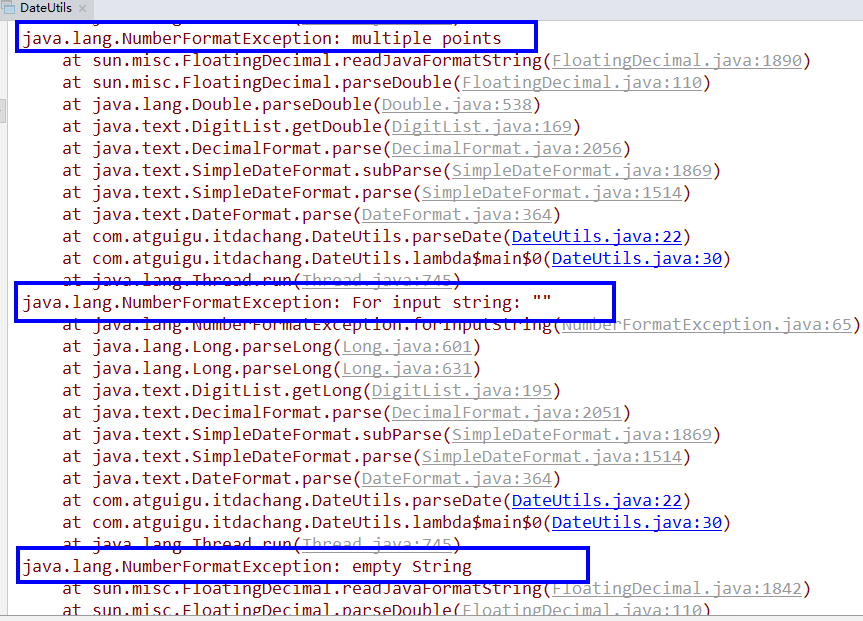 DateUtils
java.lang.NumberFormatException: multiple points
at sun.misc.FloatingDecimal.readJavaFormatString(FloatingDecimal.java:1890)
at sun.misc.FloatingDecimal.parseDouble(FloatingDecimal.java:110)
at java.lang.Double.parseDouble(Double.java:538)
at java.text.DigitList.getDouble(DigitList.java:169)
at java.text.DecimalFormat.parse(DecimalFormat.java:2056)
at java.text.SimpleDateFormat.subParse(SimpleDateFormat.java:1869)
at java.text.SimpleDateFormat.parse(SimpleDateFormat.java:1514)
at java.text.DateFormat.parse(DateFormat.java:364)
at com.atguigu.itdachang.DateUtils.parseDate(DateUtils.java:22)
at com.atguigu.itdachang.DateUtils.lambda$main$0(DateUtils.java:30)
at java.lang.Thread.run(Thread.java:745)
java.lang.NumberFormatException: For input string: ""
at java.lang.NumberFormatException.forInputString(NumberFormatException.java:65)
at java.lang.Long.parseLong(Long.java:601)
at java.lang.Long.parseLong(Long.java:631)
at java.text.DigitList.getLong(DigitList.java:195)
at java.text.DecimalFormat.parse(DecimalFormat.java:2051)
at java.text.SimpleDateFormat.subParse(SimpleDateFormat.java:1869)
at java.text.SimpleDateFormat.parse(SimpleDateFormat.java:1514)
at java.text.DateFormat.parse(DateFormat.java:364)
at com.atguigu.itdachang.DateUtils.parseDate(DateUtils.java:22)
at com.atguigu.itdachang.DateUtils.lambda$main$0(DateUtils.java:30)
at java.lang.Thread.run(Thread.java:745)
java.lang.NumberFormatException: empty String
at sun.misc.FloatingDecimal.readJavaFormatString(FloatingDecimal.java:1842)
at sun.misc.FloatingDecimal.parseDouble(FloatingDecimal.java:110)